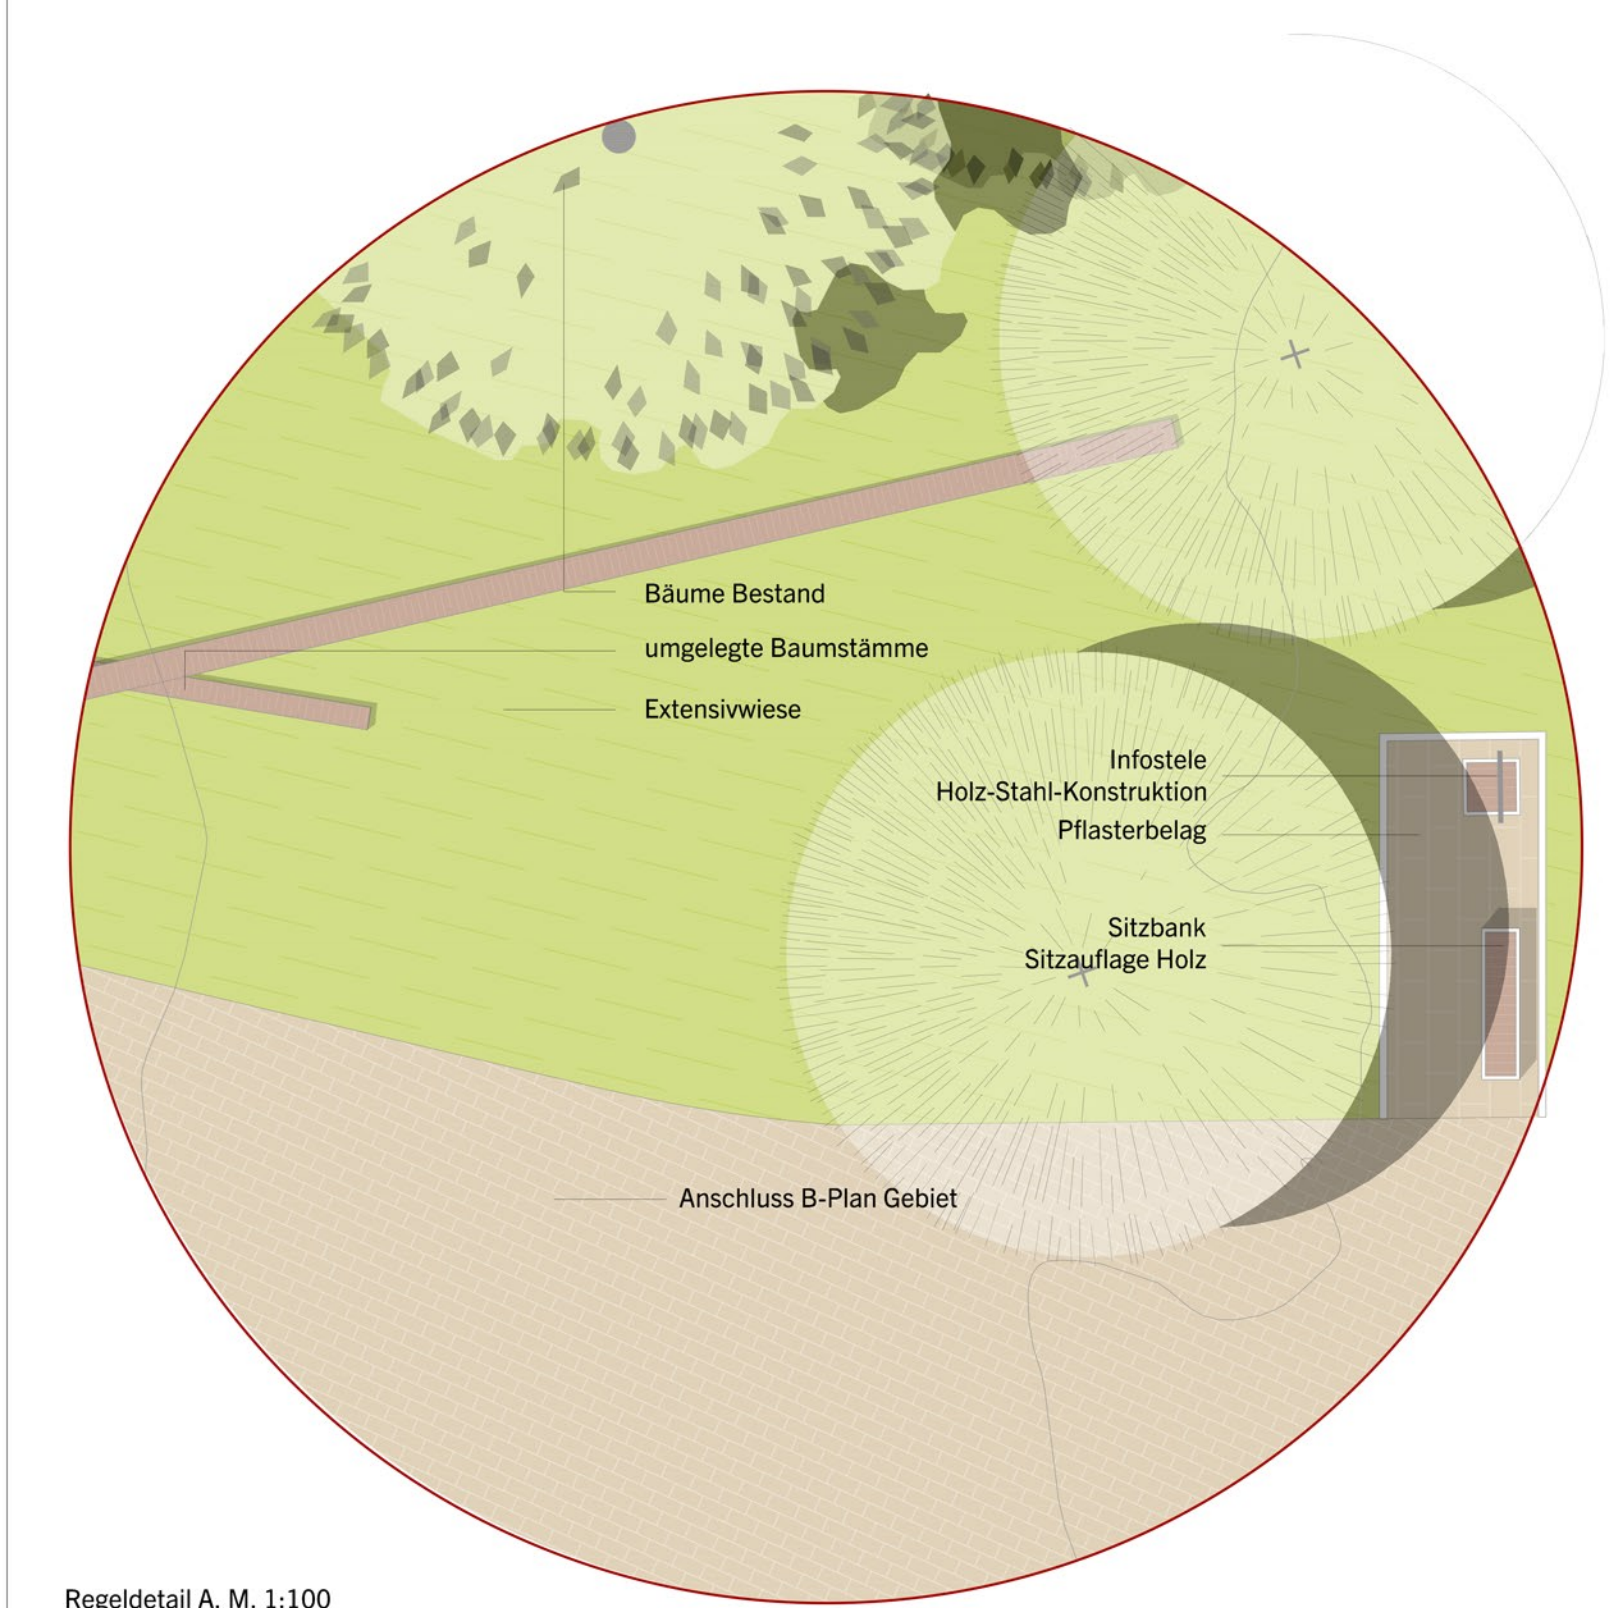 Bäume Bestand
umgelegte Baumstämme
Extensivwiese
Infostele
Holz-Stahl-Konstruktion
Pflasterbelag
Sitzbank
Sitzauflage Holz
Anschluss B-Plan Gebiet
Regeldetail A, M. 1:100